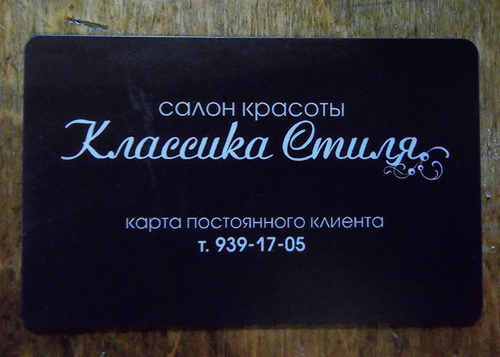 салон красоты
Классика Стиля
карта постоянного клиента
т. 939-17-05